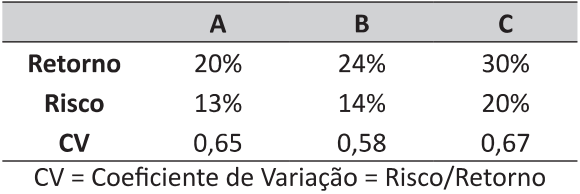 A B C
Retorno 20% 24% 30%
Risco 13% 14% 20%
CV 0,65 0,58 0,67
CV = Coeficiente de Variação = Risco/Retorno